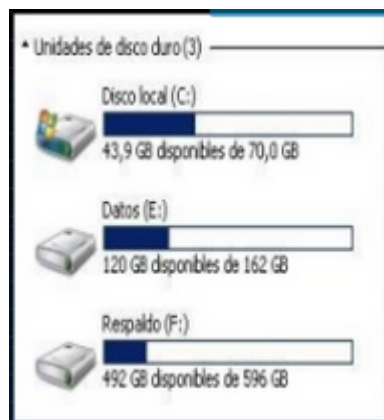 Unidades de disco duro (3)
Disco local (C:)
43,9 GB disponibles de 70,0 GB
Datos (E:)
120 GB disponibles de 162 GB
Respaldo (F:)
492 GB disponibles de 596 GB